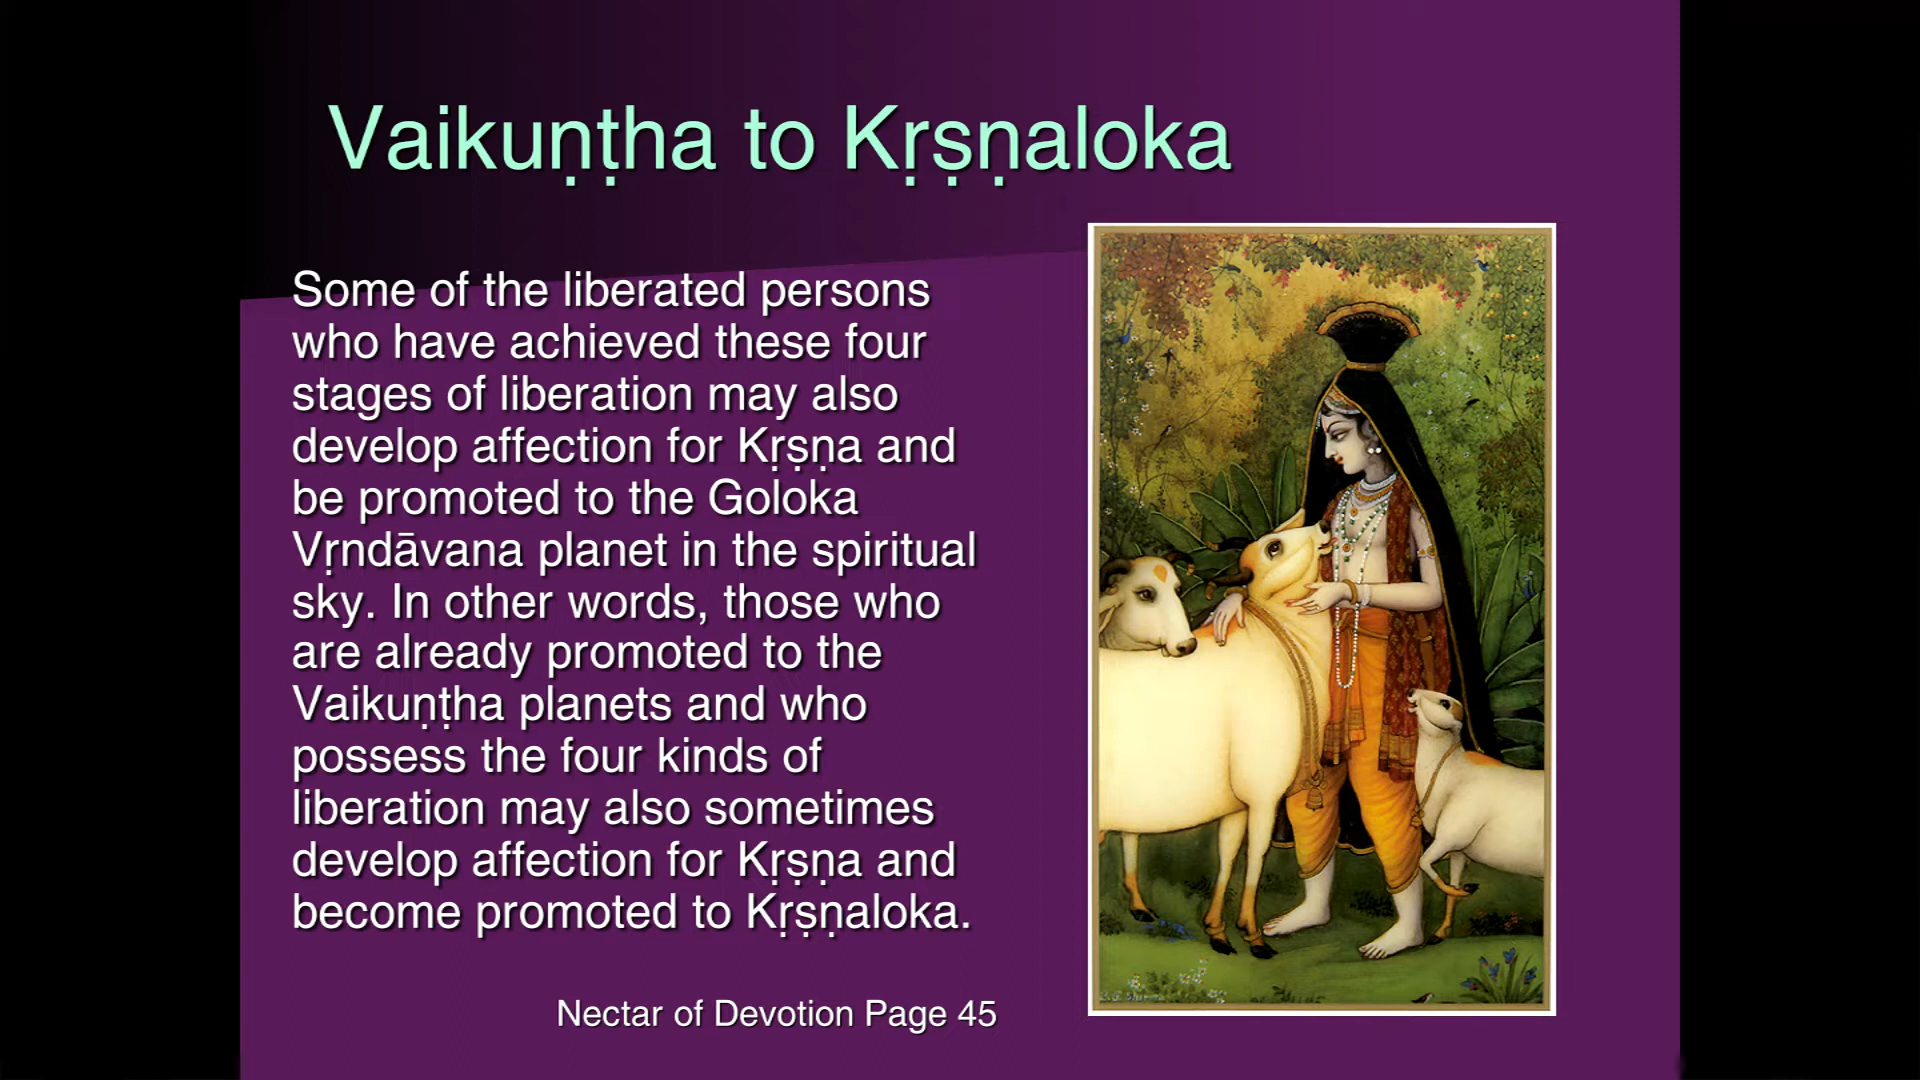 Vaikuṇṭha to Kṛṣṇaloka
Some of the liberated persons
who have achieved these four
stages of liberation may also
develop affection for Kṛṣṇa and
be promoted to the Goloka
Vṛndāvana planet in the spiritual
sky. In other words, those who
are already promoted to the
Vaikuṇṭha planets and who
possess the four kinds of
liberation may also sometimes
develop affection for Kṛṣṇa and
become promoted to Kṛṣṇaloka.
Nectar of Devotion Page 45